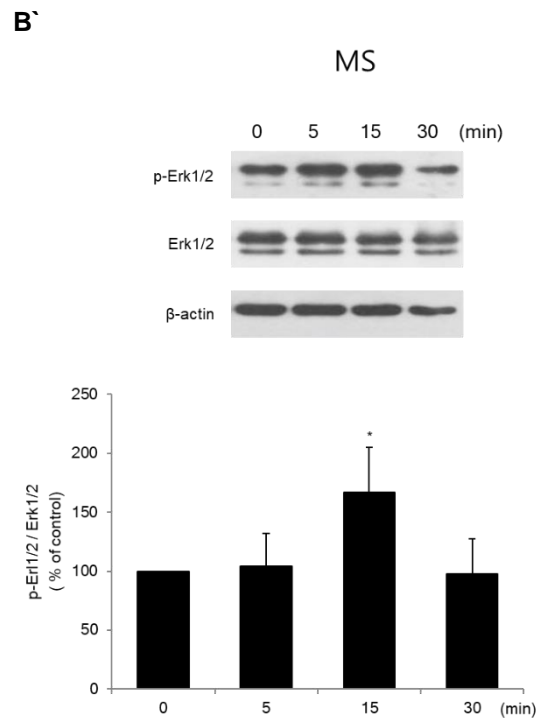 B`
MS
0 5 15 30 (min)
p-Erk1/2
Erk1/2
β-actin
250
200
150
100
50
0
p-Erl1/2 / Erk1/2
( % of control)
*
0 5 15 30 (min)